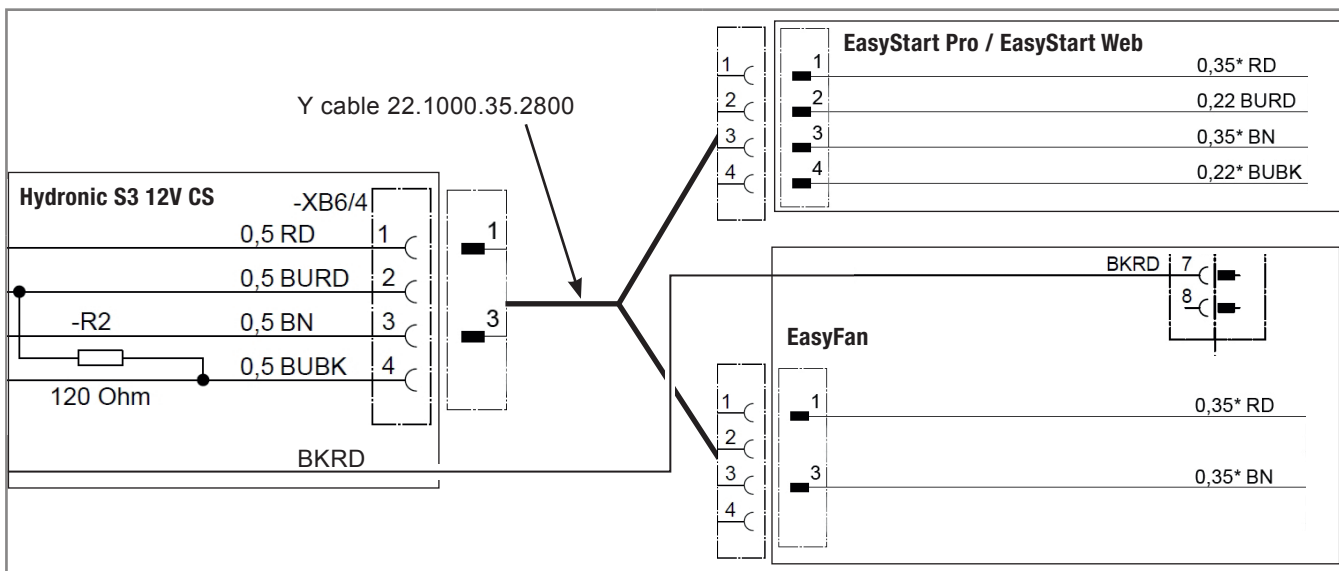 EasyStart Pro / EasyStart Web
1
1
0,35* RD
2
2
0,22 BURD
3
3
0,35* BN
4
4
0,22* BUBK
Y cable 22.1000.35.2800
Hydronic S3 12V CS
-XB6/4
0,5 RD
1
1
0,5 BURD
2
-R2
0,5 BN
3
3
0,5 BUBK
4
120 Ohm
BKRD
BKRD
7
8
EasyFan
1
1
0,35* RD
2
3
3
0,35* BN
4